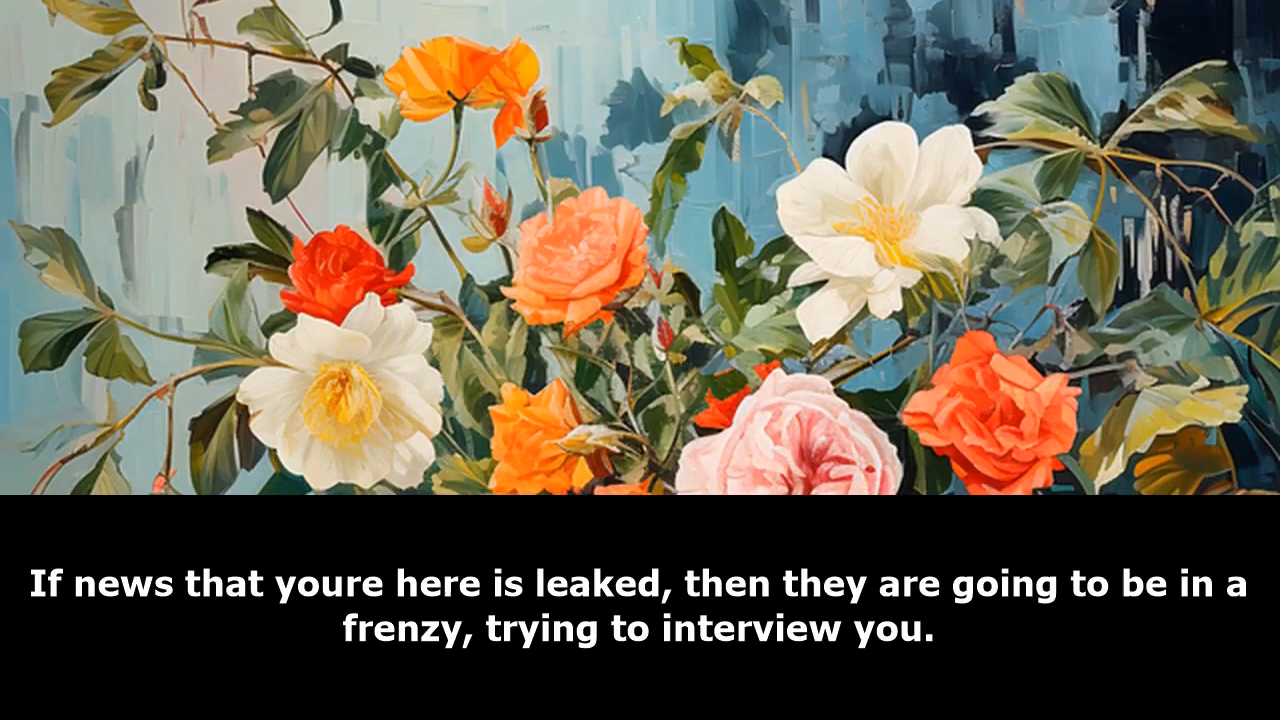 If news that youre here is leaked, then they are going to be in a
frenzy, trying to interview you.